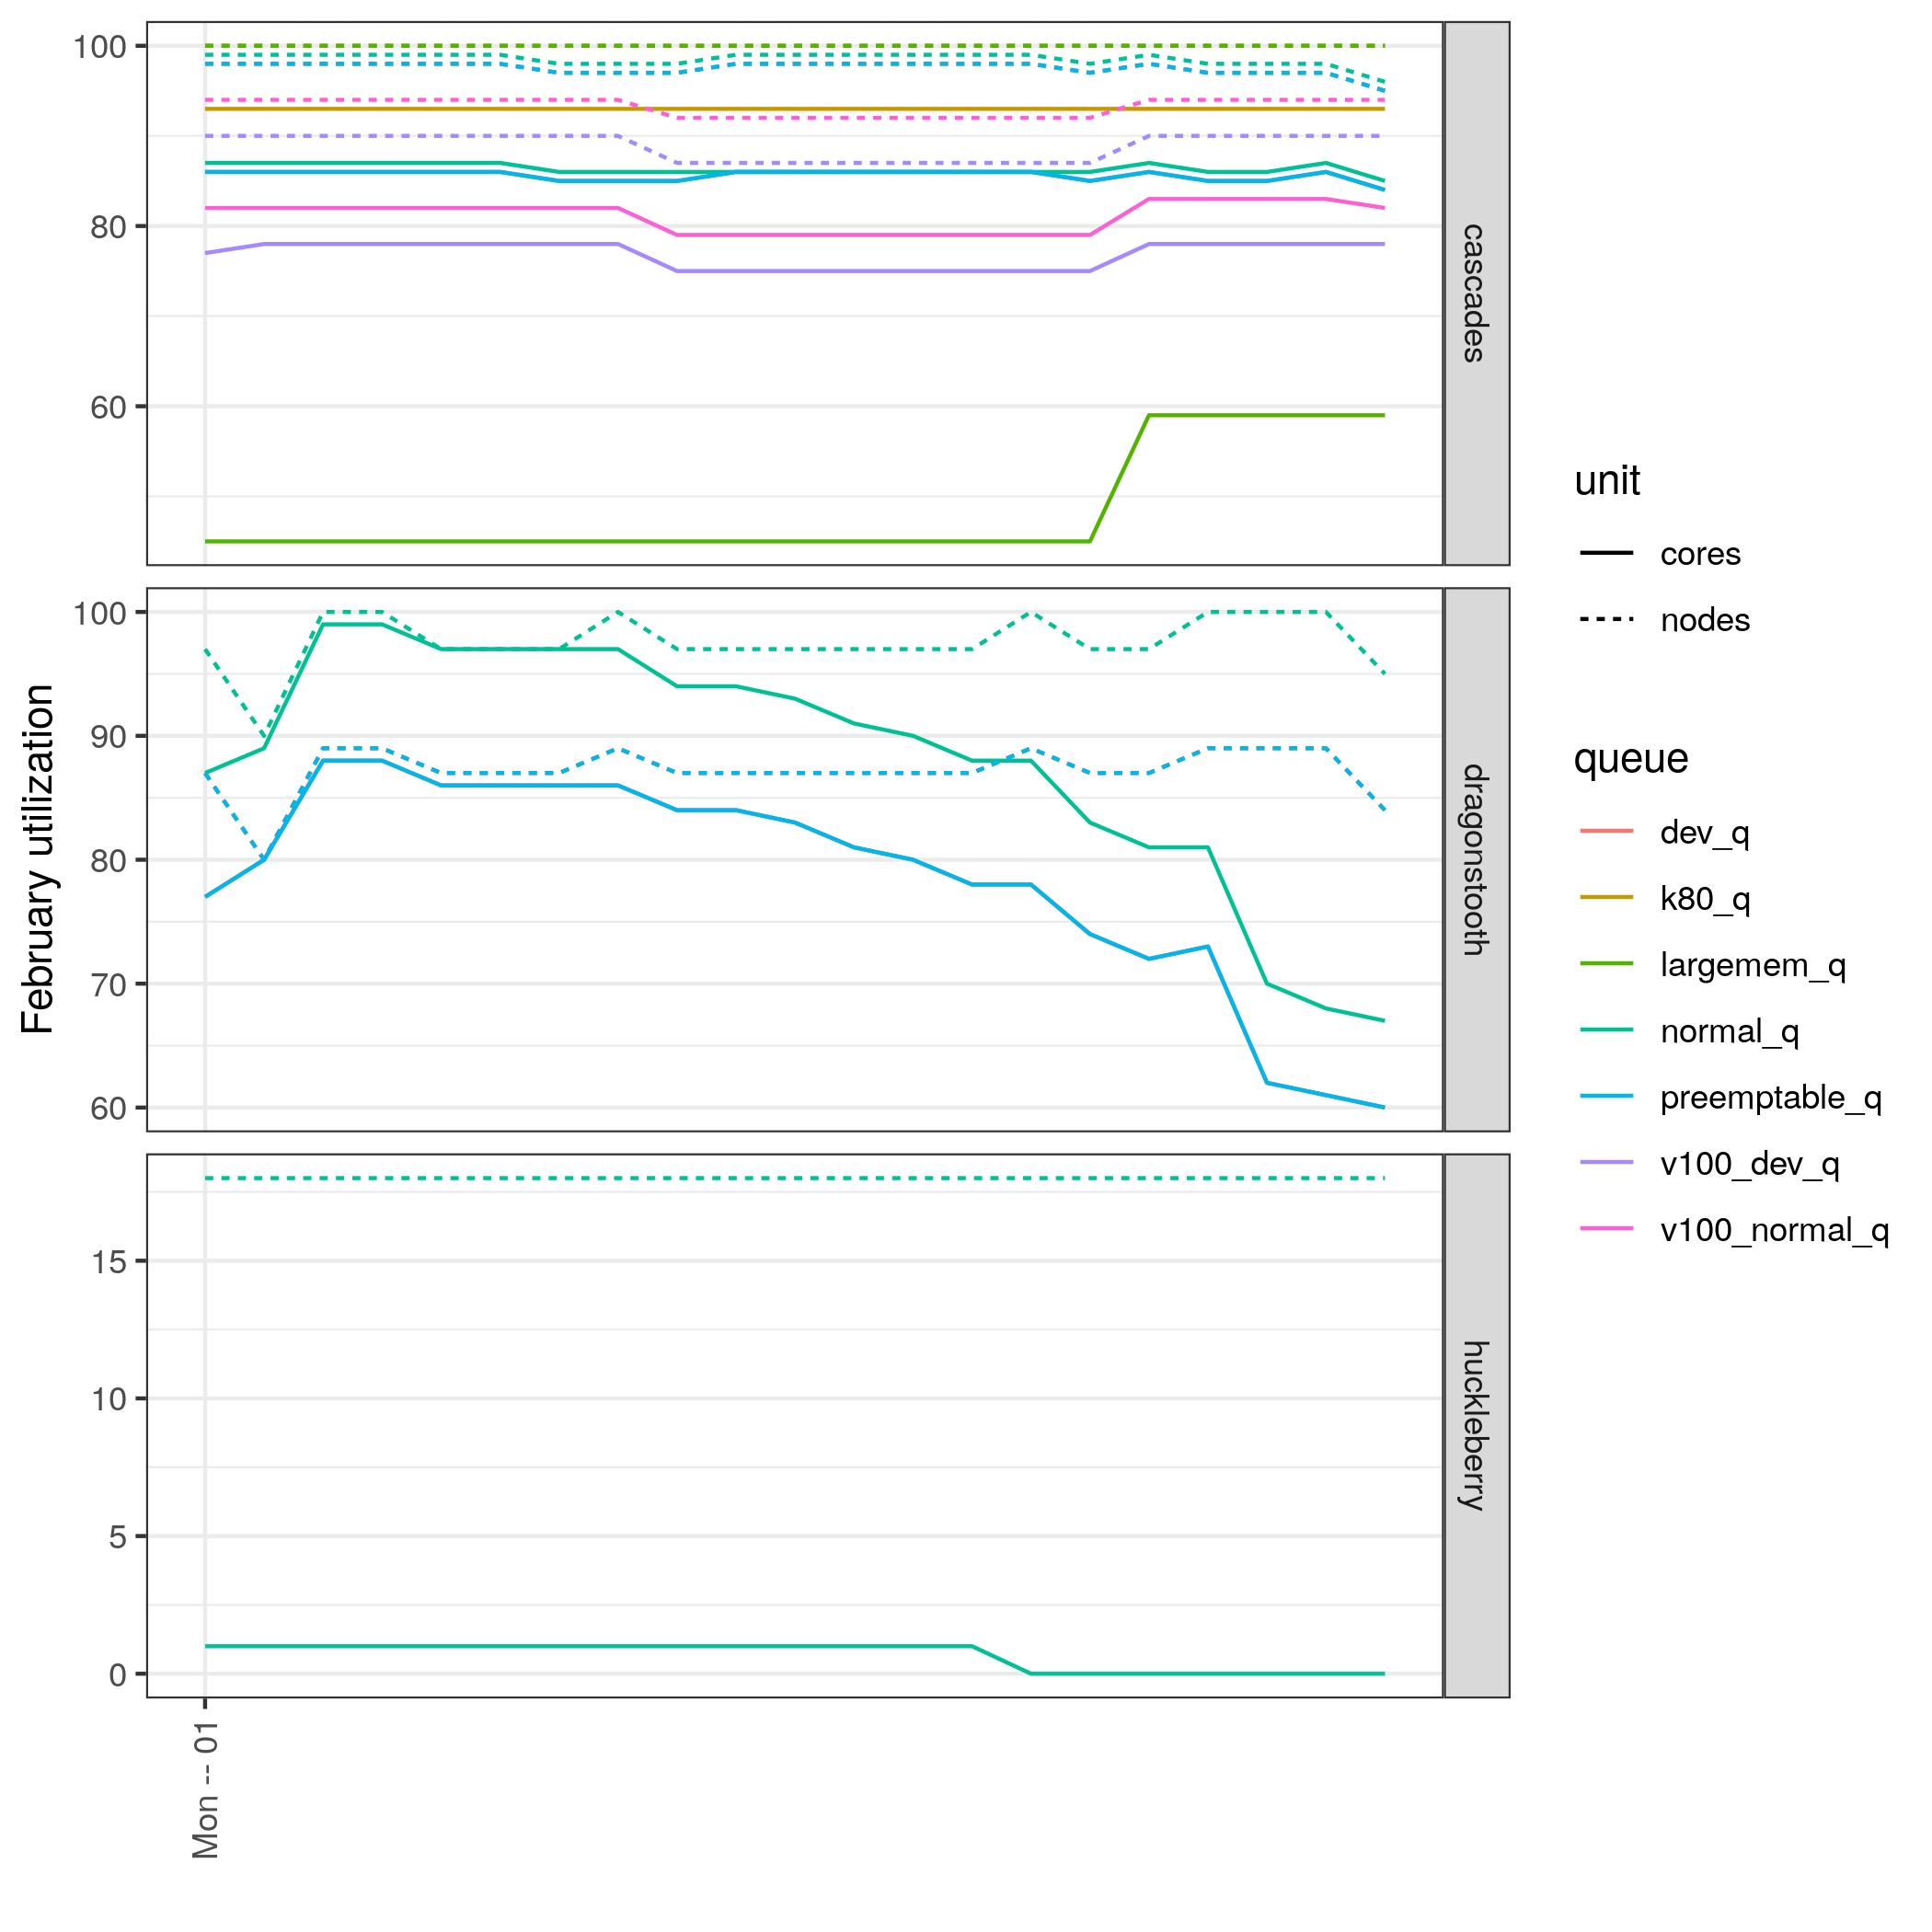 February utilization
100
80
60
cascades
100
90
80
70
60
dragonstooth
15
10
5
0
huckleberry
Mon -- 01
unit
cores
nodes
queue
dev_q
k80_q
largemem_q
normal_q
preemptable_q
v100_dev_q
v100_normal_q